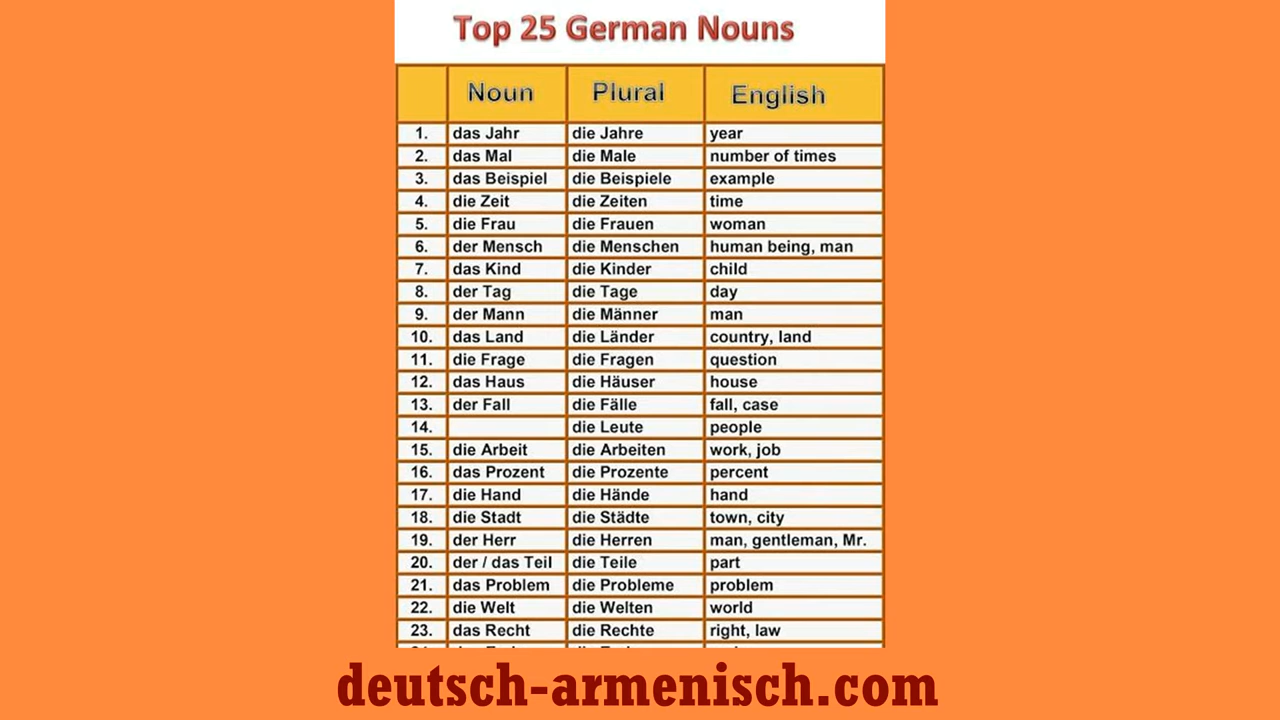 Top 25 German Nouns
Noun Plural English
1. das Jahr die Jahre year
2. das Mal die Male number of times
3. das Beispiel die Beispiele example
4. die Zeit die Zeiten time
5. die Frau die Frauen woman
6. der Mensch die Menschen human being, man
7. das Kind die Kinder child
8. der Tag die Tage day
9. der Mann die Männer man
10. das Land die Länder country, land
11. die Frage die Fragen question
12. das Haus die Häuser house
13. der Fall die Fälle fall, case
14. die Leute people
15. die Arbeit die Arbeiten work, job
16. das Prozent die Prozente percent
17. die Hand die Hände hand
18. die Stadt die Städte town, city
19. der Herr die Herren man, gentleman, Mr.
20. der / das Teil die Teile part
21. das Problem die Probleme problem
22. die Welt die Welten world
23. das Recht die Rechte right, law
deutsch-armenisch.com